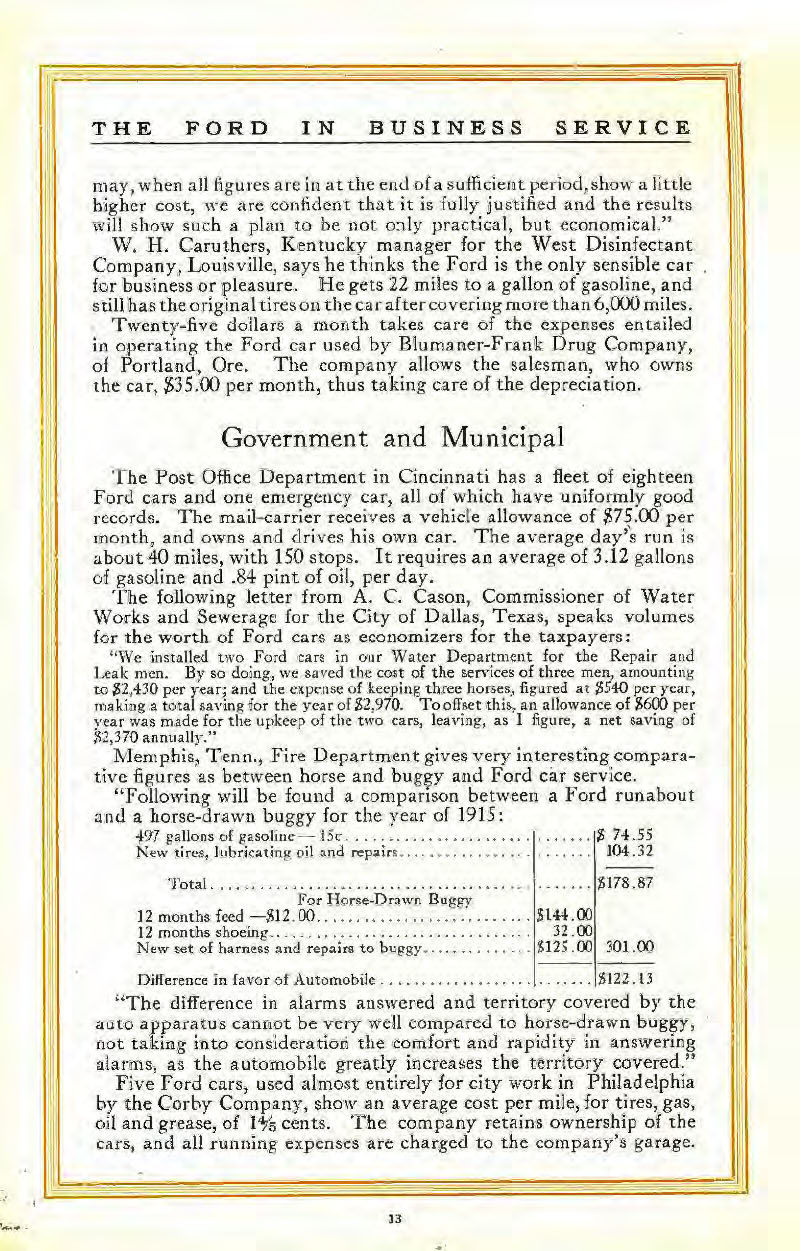 THE FORD IN BUSINESS SERVICE
may, when all figures are in at the end of a sufficient period, show a little
higher cost, we are confident that it is fully justified and the results
will show such a plan to be not only practical, but economical.”
W. H. Caruthers, Kentucky manager for the West Disinfectant
Company, Louisville, says he thinks the Ford is the only sensible car
for business or pleasure. He gets 22 miles to a gallon of gasoline, and
still has the original tires on the car after covering more than 6,000 miles.
Twenty-five dollars a month takes care of the expenses entailed
in operating the Ford car used by Blumaner-Frank Drug Company,
of Portland, Ore. The company allows the salesman, who owns
the car, $35.00 per month, thus taking care of the depreciation.
Government and Municipal
The Post Office Department in Cincinnati has a fleet of eighteen
Ford cars and one emergency car, all of which have uniformly good
records. The mail-carrier receives a vehicle allowance of $75.00 per
month, and owns and drives his own car. The average day's run is
about 40 miles, with 150 stops. It requires an average of 3.12 gallons
of gasoline and .84 pint of oil, per day.
The following letter from A. C. Cason, Commissioner of Water
Works and Sewerage for the City of Dallas, Texas, speaks volumes
for the worth of Ford cars as economizers for the taxpayers:
“We installed two Ford cars in our Water Department for the Repair and
Leak men. By so doing, we saved the cost of the services of three men, amounting
to $2,430 per year; and the expense of keeping three horses, figured at $540 per year,
making a total saving for the year of $2,970. To offset this, an allowance of $600 per
year was made for the upkeep of the two cars, leaving, as I figure, a net saving of
$2,370 annually.”
Memphis, Tenn., Fire Department gives very interesting compara-
tive figures as between horse and buggy and Ford car service.
“Following will be found a comparison between a Ford runabout
and a horse-drawn buggy for the year of 1915:
497 gallons of gasoline—15c. . . . . . . . . . $ 74.55
New tires, lubricating oil and repairs. . . . . . . . . . 104.32
Total. . . . . . . . . . $178.87
For Horse-Drawn Buggy
12 months feed —$12.00. . . . . . . . . . $144.00
12 months shoeing. . . . . . . . . . 32.00
New set of harness and repairs to buggy. . . . . . . . . . $125.00 301.00
Difference in favor of Automobile . . . . . . . . . . $122.13
“The difference in alarms answered and territory covered by the
auto apparatus cannot be very well compared to horse-drawn buggy,
not taking into consideration the comfort and rapidity in answering
alarms, as the automobile greatly increases the territory covered.”
Five Ford cars, used almost entirely for city work in Philadelphia
by the Corby Company, show an average cost per mile, for tires, gas,
oil and grease, of 1⅘ cents. The company retains ownership of the
cars, and all running expenses are charged to the company's garage.
13